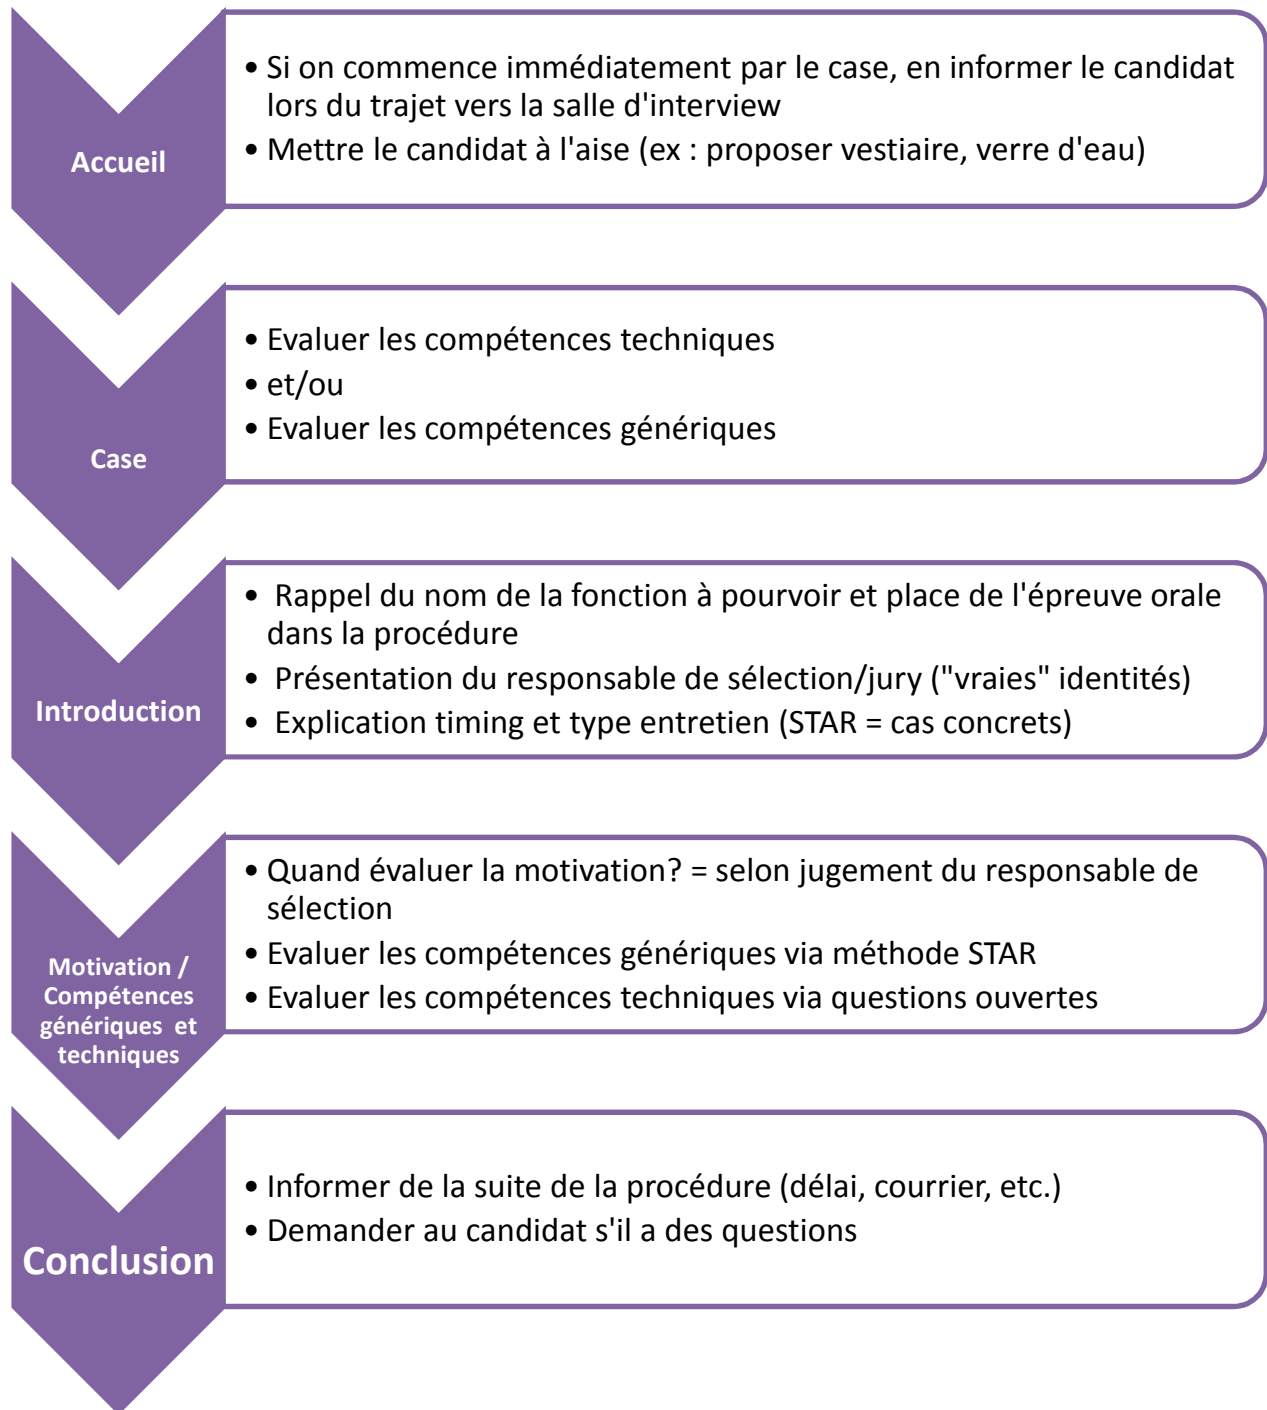 Accueil
• Si on commence immédiatement par le case, en informer le candidat
lors du trajet vers la salle d'interview
• Mettre le candidat à l'aise (ex : proposer vestiaire, verre d'eau)
Case
• Evaluer les compétences techniques
• et/ou
• Evaluer les compétences génériques
Introduction
• Rappel du nom de la fonction à pourvoir et place de l'épreuve orale
dans la procédure
• Présentation du responsable de sélection/jury ("vraies" identités)
• Explication timing et type entretien (STAR = cas concrets)
Motivation /
Compétences
génériques et
techniques
• Quand évaluer la motivation? = selon jugement du responsable de
sélection
• Evaluer les compétences génériques via méthode STAR
• Evaluer les compétences techniques via questions ouvertes
Conclusion
• Informer de la suite de la procédure (délai, courrier, etc.)
• Demander au candidat s'il a des questions